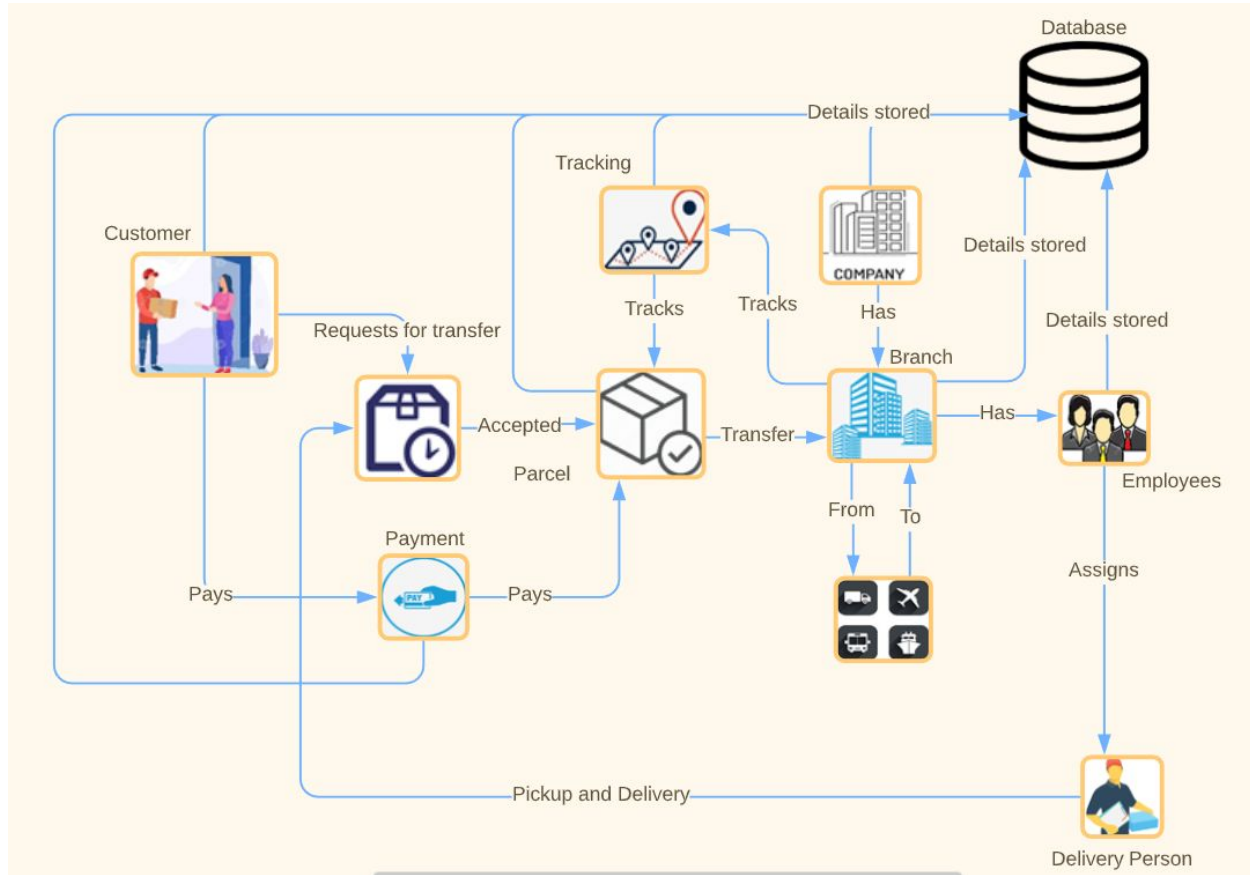 Database
Details stored
Tracking
Customer
COMPANY
Details stored
Tracks
Tracks
Has
Details stored
Requests for transfer
Branch
Accepted
Transfer
Has
Parcel
Employees
From
To
Payment
Assigns
Pays
PAY
Pays
Pickup and Delivery
Delivery Person